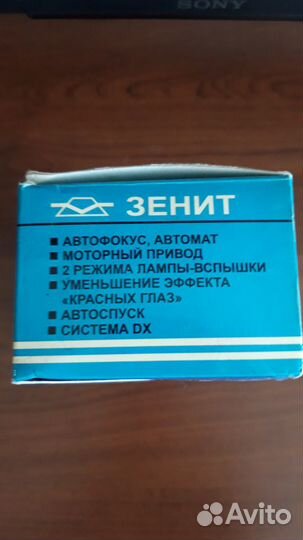 SONY
ЗЕНИТ
■ АВТОФОКУС, АВТОМАТ
■ МОТОРНЫЙ ПРИВОД
■ 2 РЕЖИМА ЛАМПЫ-ВСПЫШКИ
■ УМЕНЬШЕНИЕ ЭФФЕКТА
«КРАСНЫХ ГЛАЗ»
■ АВТОСПУСК
■ СИСТЕМА DX
Avito